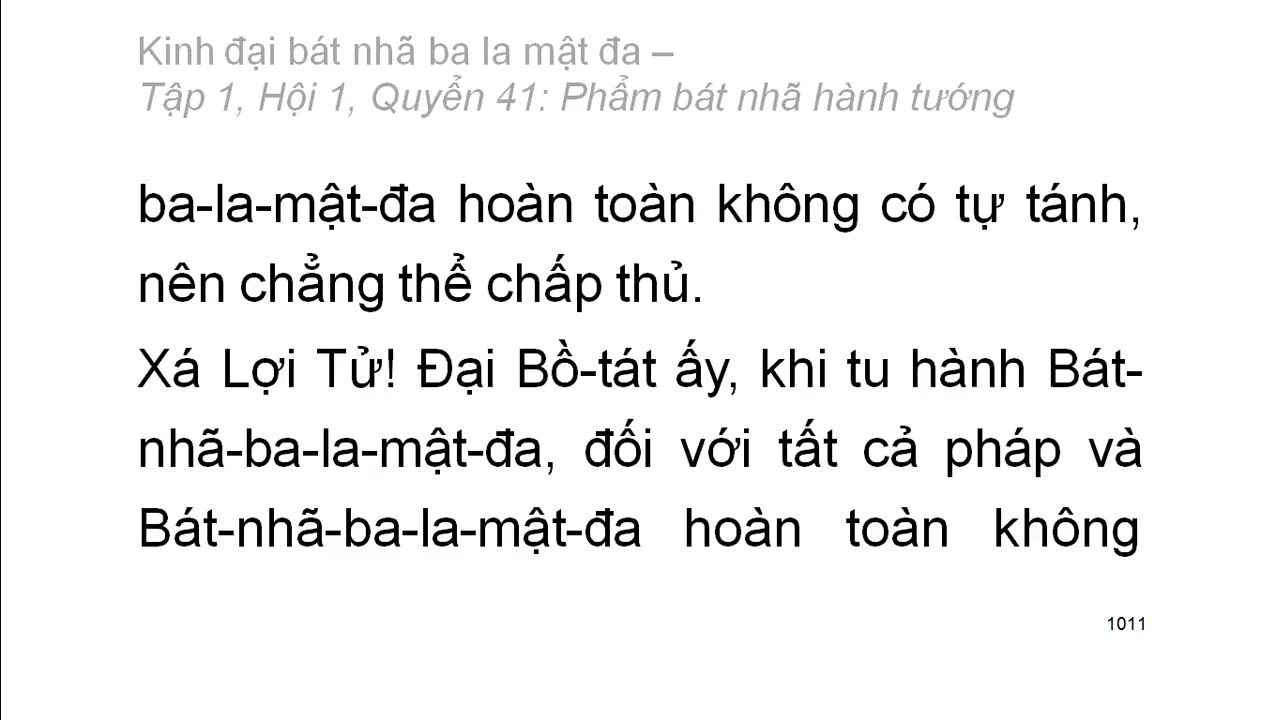 Kinh đại bát nhã ba la mật đa –
Tập 1, Hội 1, Quyển 41: Phẩm bát nhã hành tướng
ba-la-mật-đa hoàn toàn không có tự tánh,
nên chẳng thể chấp thủ.
Xá Lợi Tử! Đại Bồ-tát ấy, khi tu hành Bát-
nhã-ba-la-mật-đa, đối với tất cả pháp và
Bát-nhã-ba-la-mật-đa hoàn toàn không
1011